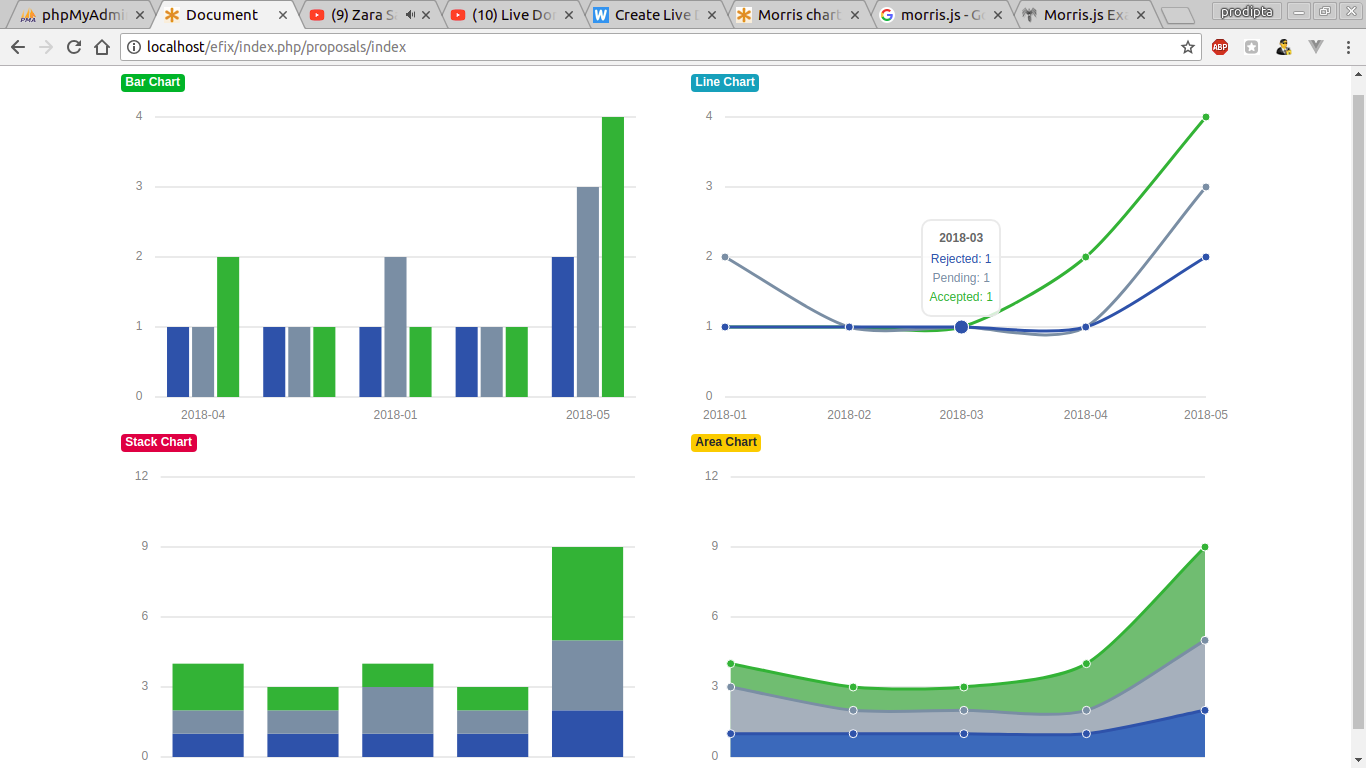 phpMyAdmi
Document
(9) Zara S
(10) Live Do
Create Live D
Morris chart
morris.js - Go
Morris.js Exa
prodipta
localhost/efix/index.php/proposals/index
ABP
Bar Chart
4
3
2
1
0
2018-04
2018-01
2018-05
Line Chart
4
3
2
1
0
2018-03
Rejected: 1
Pending: 1
Accepted: 1
2018-01
2018-02
2018-03
2018-04
2018-05
Stack Chart
12
9
6
3
0
Area Chart
12
9
6
3
0